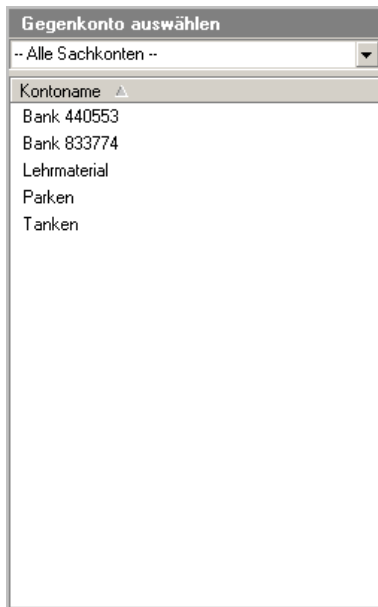 Gegenkonto auswählen
-- Alle Sachkonten --
Kontoname
Bank 440553
Bank 833774
Lehrmaterial
Parken
Tanken